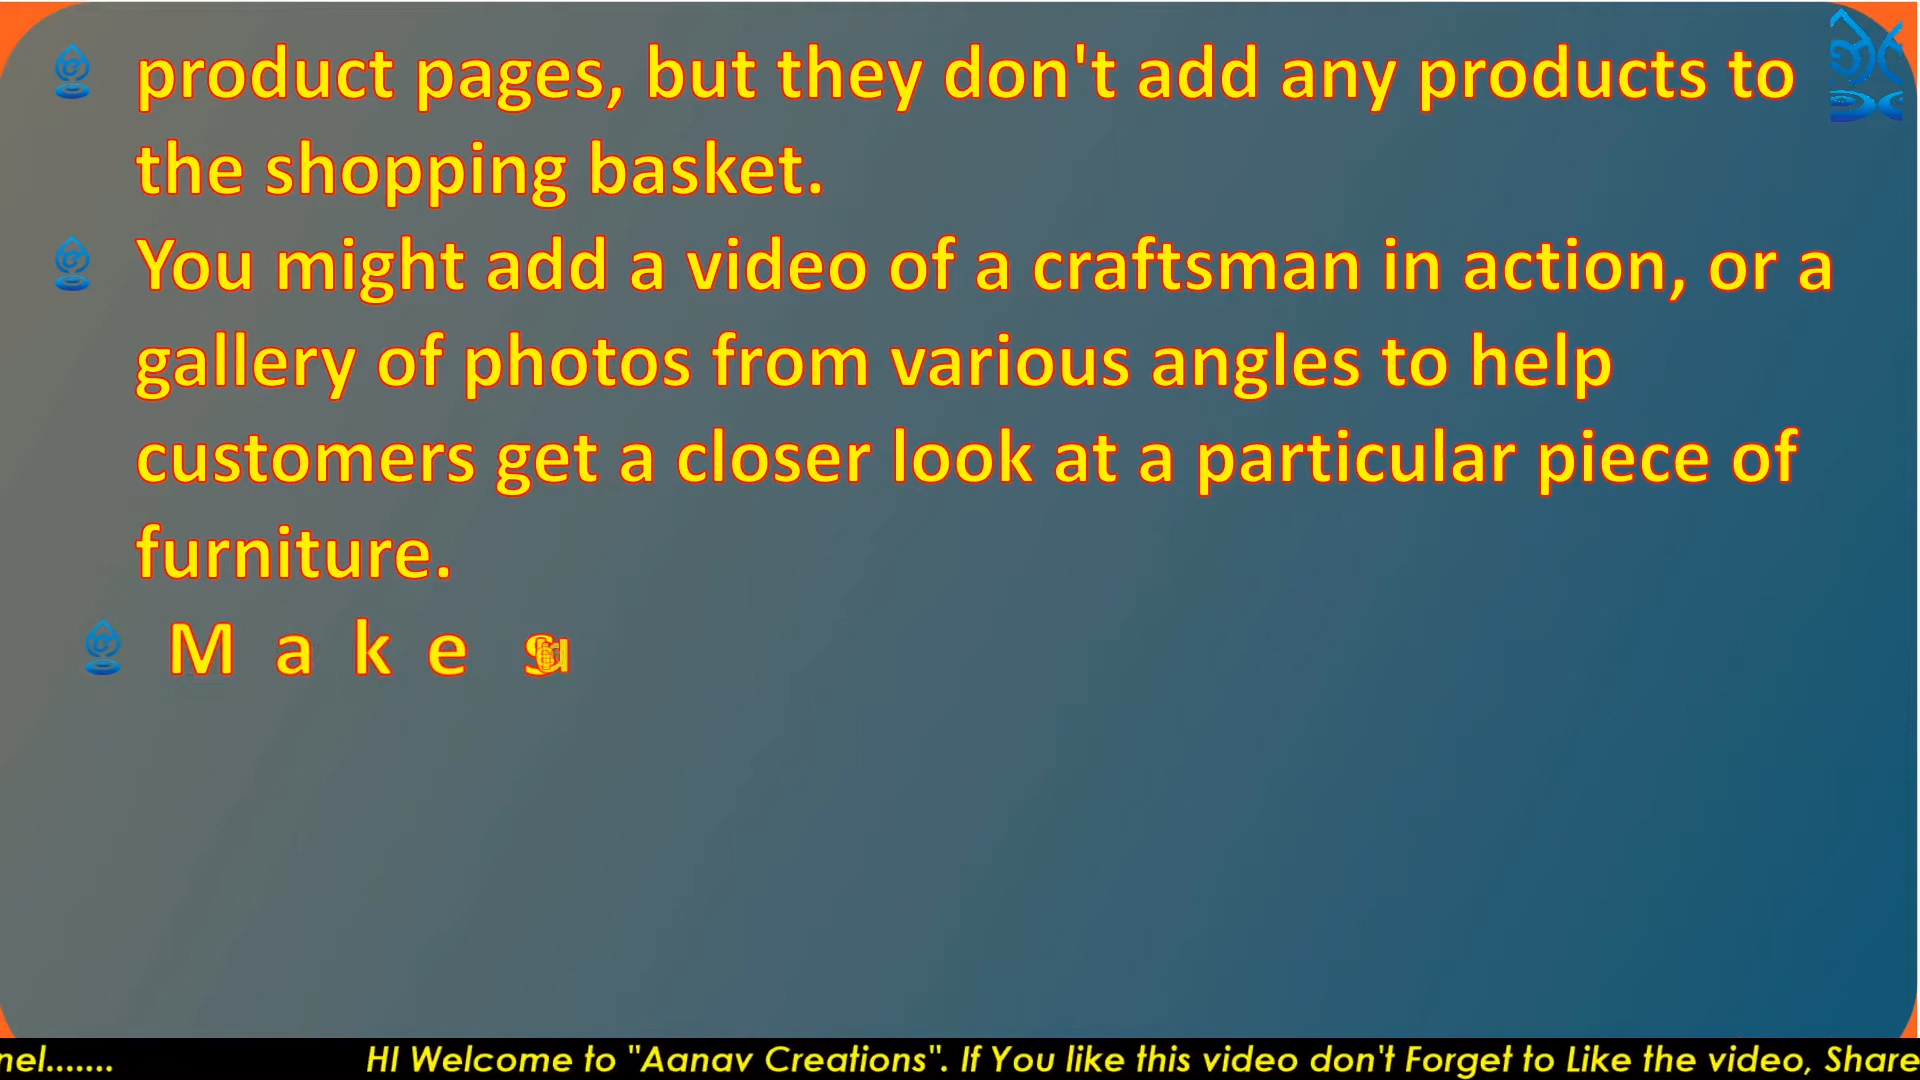 product pages, but they don't add any products to
the shopping basket.
You might add a video of a craftsman in action, or a
gallery of photos from various angles to help
customers get a closer look at a particular piece of
furniture.
Make
nel....... HI Welcome to "Aanav Creations". If You like this video don't Forget to Like the video, Share